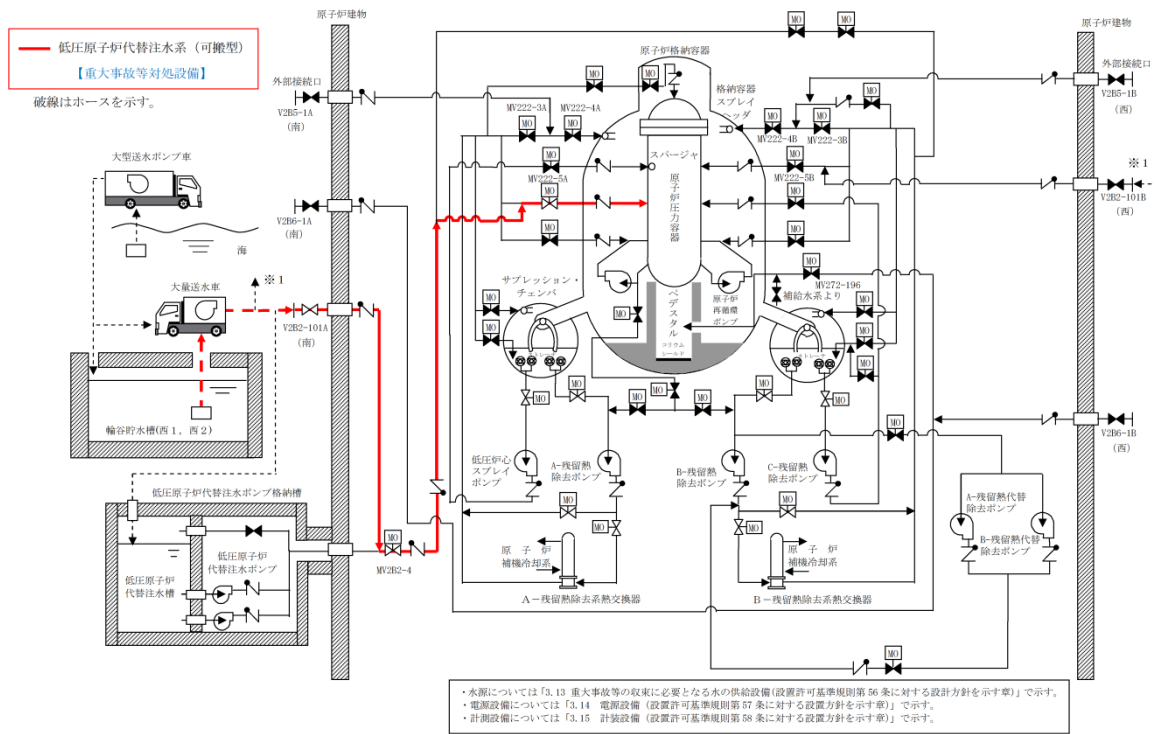 低圧原子炉代替注水系（可搬型）
【重大事故等対処設備】
破線はホースを示す。
原子炉建物
原子炉建物
外部接続口
V2B5-1A
(南)
MV222-3A
MV222-4A
MO
原子炉格納容器
格納容器
スプレイ
ヘッダ
MV222-4B
MV222-3B
外部接続口
V2B5-1B
(西)
大型送水ポンプ車
海
V2B6-1A
(南)
MV222-5A
スパージャ
原子炉圧力容器
MV222-5B
※1
V2B2-101B
(西)
大量送水車
※1
V2B2-101A
(南)
サプレッション・
チェンバ
ペデスタル
コリウム
シールド
原子炉
再循環
ポンプ
MV272-196
補給水系より
ストレーナ
ストレーナ
輪谷貯水槽(西1, 西2)
低圧炉心
スプレイ
ポンプ
A-残留熱
除去ポンプ
B-残留熱
除去ポンプ
C-残留熱
除去ポンプ
V2B6-1B
(西)
A-残留熱代替
除去ポンプ
B-残留熱代替
除去ポンプ
低圧原子炉代替注水ポンプ格納槽
低圧原子炉
代替注水ポンプ
低圧原子炉
代替注水槽
MV2B2-4
原子炉
補機冷却系
A－残留熱除去系熱交換器
原子炉
補機冷却系
B－残留熱除去系熱交換器
・水源については「3.13 重大事故等の収束に必要となる水の供給設備(設置許可基準規則第56条に対する設計方針を示す章)」で示す。
・電源設備については「3.14 電源設備（設置許可基準規則第57条に対する設置方針を示す章)」で示す。
・計測設備については「3.15 計装設備（設置許可基準規則第58条に対する設置方針を示す章)」で示す。